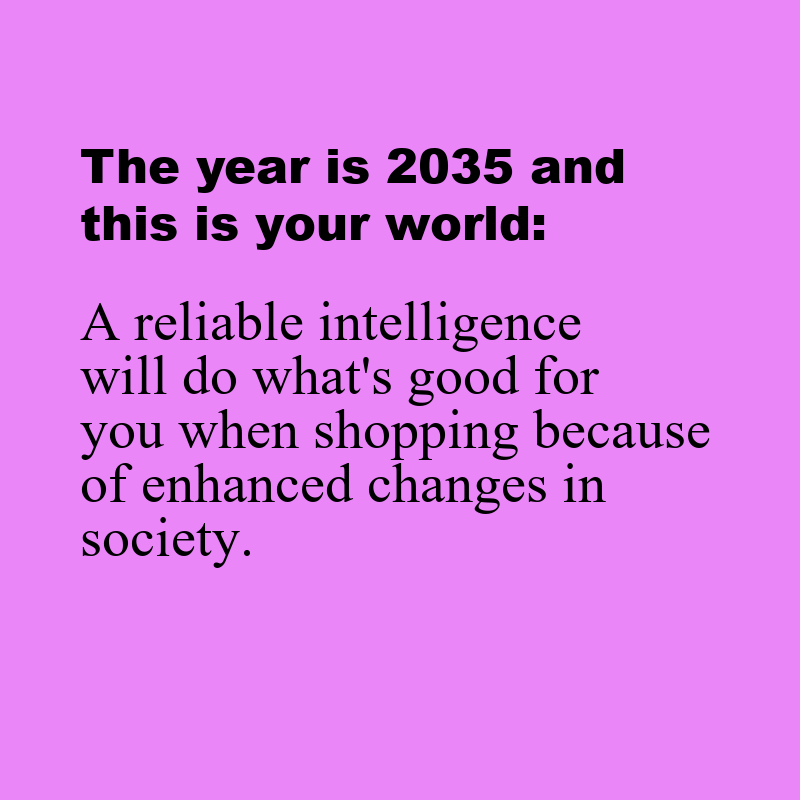 The year is 2035 and
this is your world:
A reliable intelligence
will do what's good for
you when shopping because
of enhanced changes in
society.